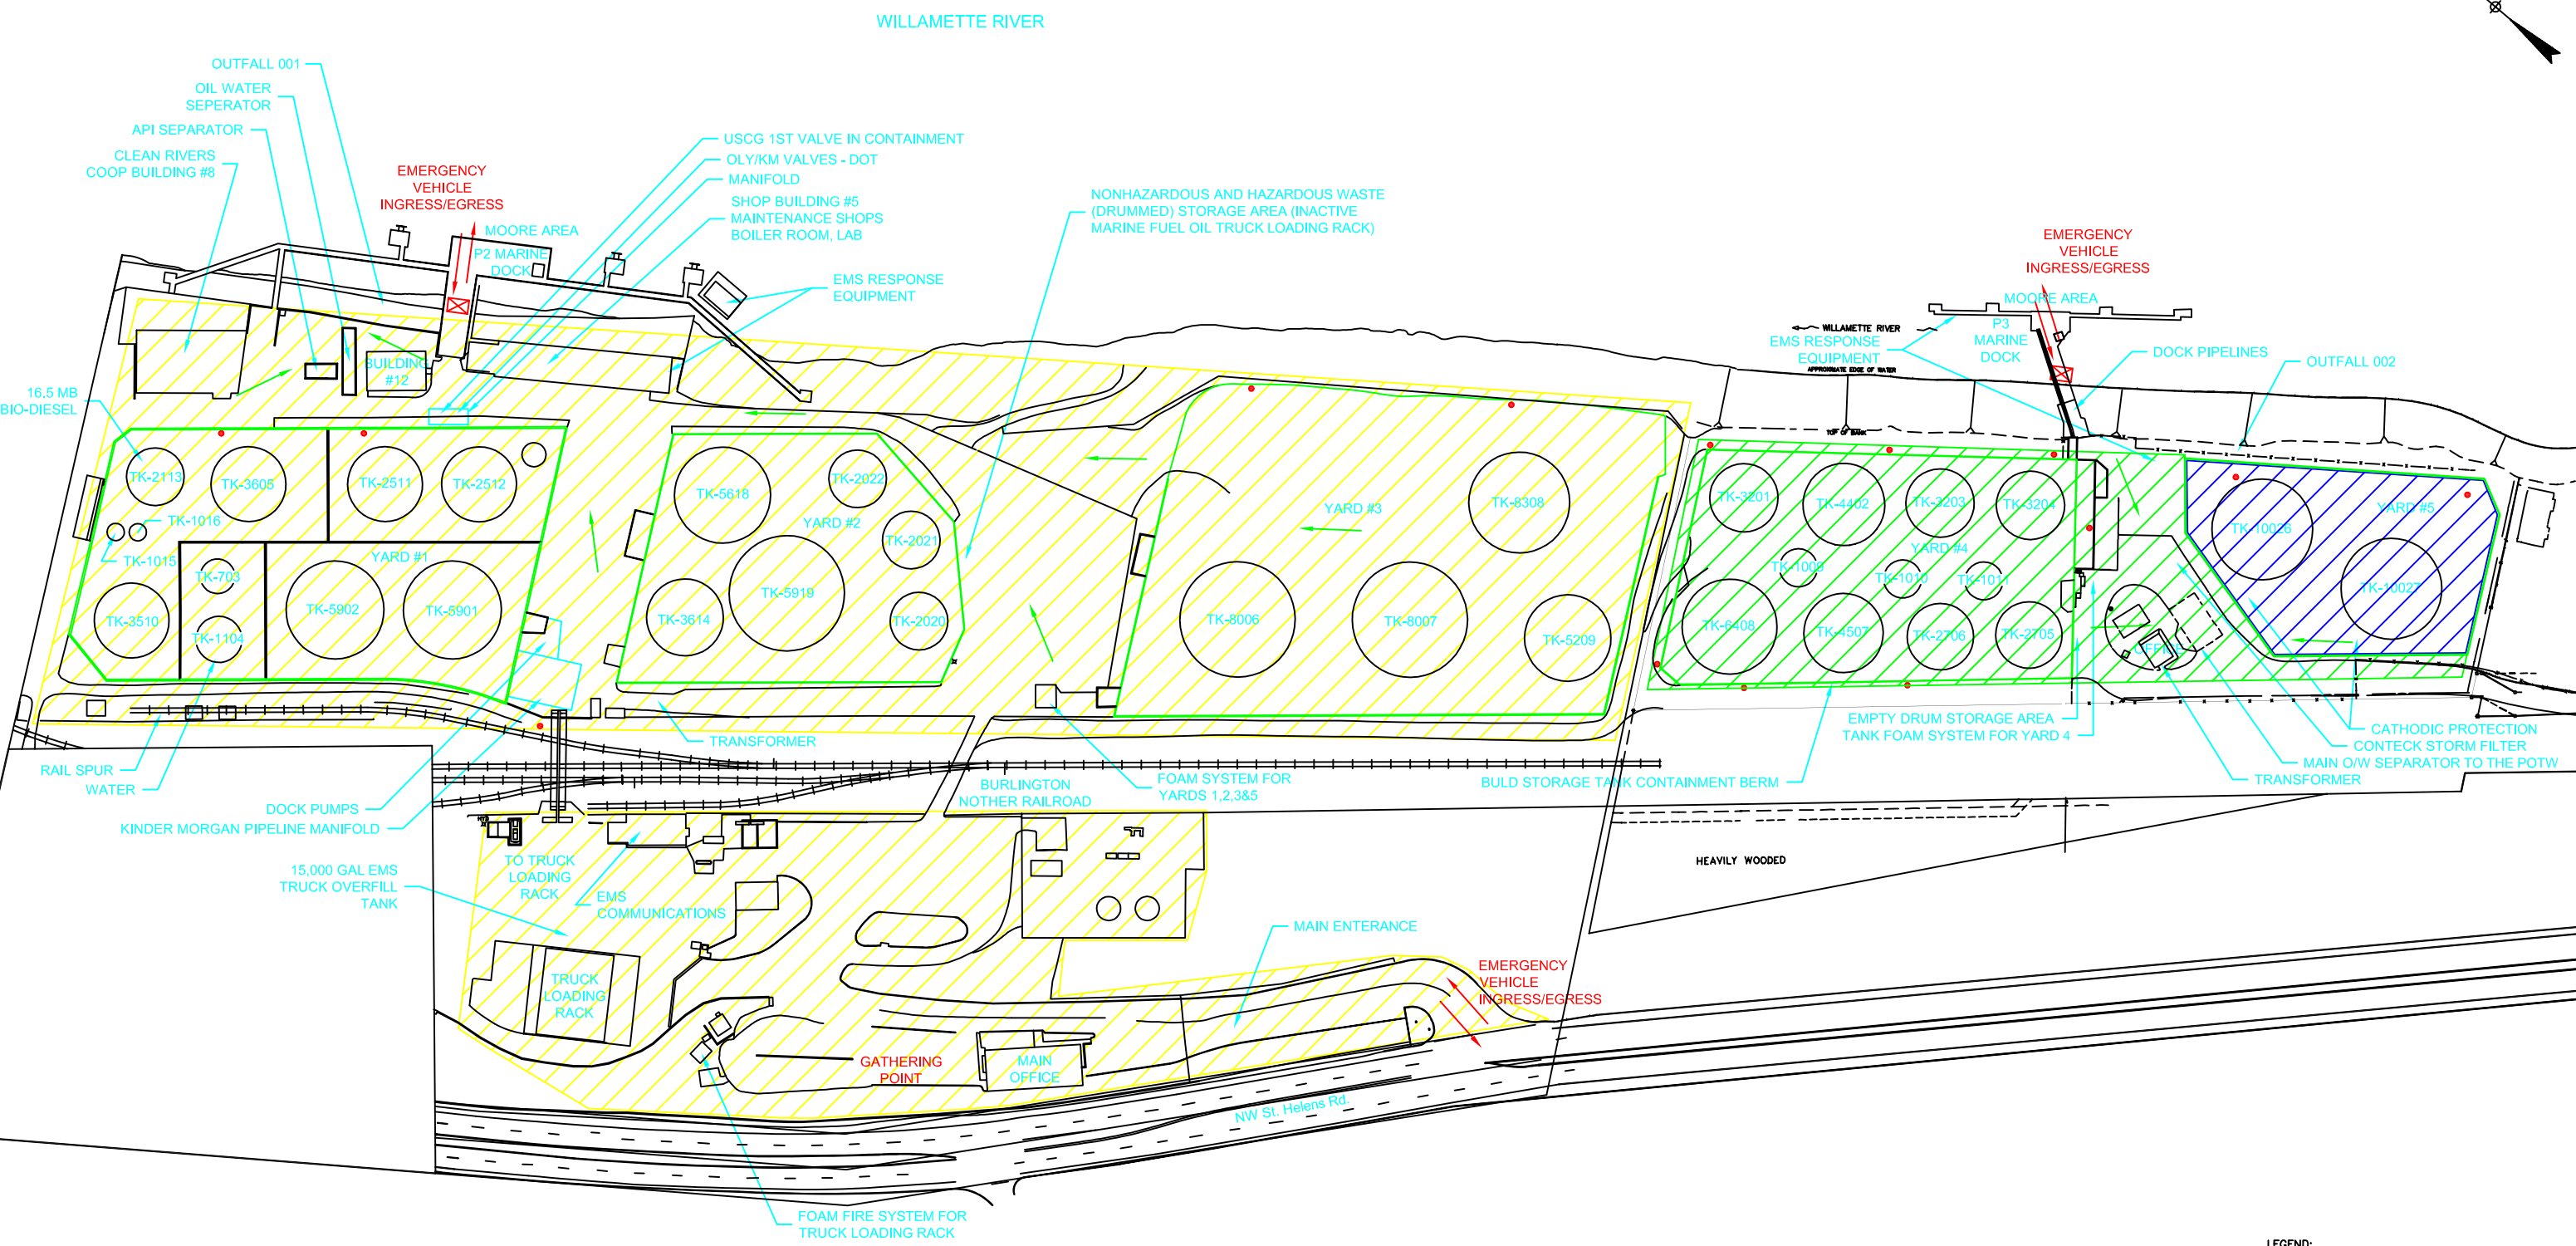 WILLAMETTE RIVER
OUTFALL 001
OIL WATER
SEPERATOR
API SEPARATOR
CLEAN RIVERS
COOP BUILDING #8
EMERGENCY
VEHICLE
INGRESS/EGRESS
MOORE AREA
P2 MARINE
DOCK
USCG 1ST VALVE IN CONTAINMENT
OLY/KM VALVES - DOT
MANIFOLD
SHOP BUILDING #5
MAINTENANCE SHOPS
BOILER ROOM, LAB
EMS RESPONSE
EQUIPMENT
NONHAZARDOUS AND HAZARDOUS WASTE
(DRUMMED) STORAGE AREA (INACTIVE
MARINE FUEL OIL TRUCK LOADING RACK)
EMERGENCY
VEHICLE
INGRESS/EGRESS
MOORE AREA
P3
MARINE
DOCK
WILLAMETTE RIVER
EMS RESPONSE
EQUIPMENT
APPROXIMATE EDGE OF WATER
DOCK PIPELINES
OUTFALL 002
TOP OF BANK
BUILDING
#12
16.5 MB
BIO-DIESEL
TK-2113
TK-3605
TK-2511
TK-2512
TK-1016
TK-1015
YARD #1
TK-703
TK-3510
TK-1104
TK-5902
TK-5901
TK-5618
TK-2022
YARD #2
TK-2021
TK-5919
TK-3614
TK-2020
YARD #3
TK-8308
TK-8006
TK-8007
TK-5209
TK-3201
TK-4402
TK-3203
TK-3204
YARD #4
TK-1009
TK-1010
TK-1011
TK-6408
TK-4507
TK-2706
TK-2705
OFFICE
YARD #5
TK-10026
TK-10027
RAIL SPUR
WATER
DOCK PUMPS
KINDER MORGAN PIPELINE MANIFOLD
TRANSFORMER
BURLINGTON
NOTHER RAILROAD
FOAM SYSTEM FOR
YARDS 1,2,3&5
BULD STORAGE TANK CONTAINMENT BERM
EMPTY DRUM STORAGE AREA
TANK FOAM SYSTEM FOR YARD 4
CATHODIC PROTECTION
CONTECK STORM FILTER
MAIN O/W SEPARATOR TO THE POTW
TRANSFORMER
HEAVILY WOODED
15,000 GAL EMS
TRUCK OVERFILL
TANK
TO TRUCK
LOADING
RACK
EMS
COMMUNICATIONS
TRUCK
LOADING
RACK
MAIN ENTERANCE
EMERGENCY
VEHICLE
INGRESS/EGRESS
GATHERING
POINT
MAIN
OFFICE
NW St. Helens Rd.
FOAM FIRE SYSTEM FOR
TRUCK LOADING RACK
LEGEND: